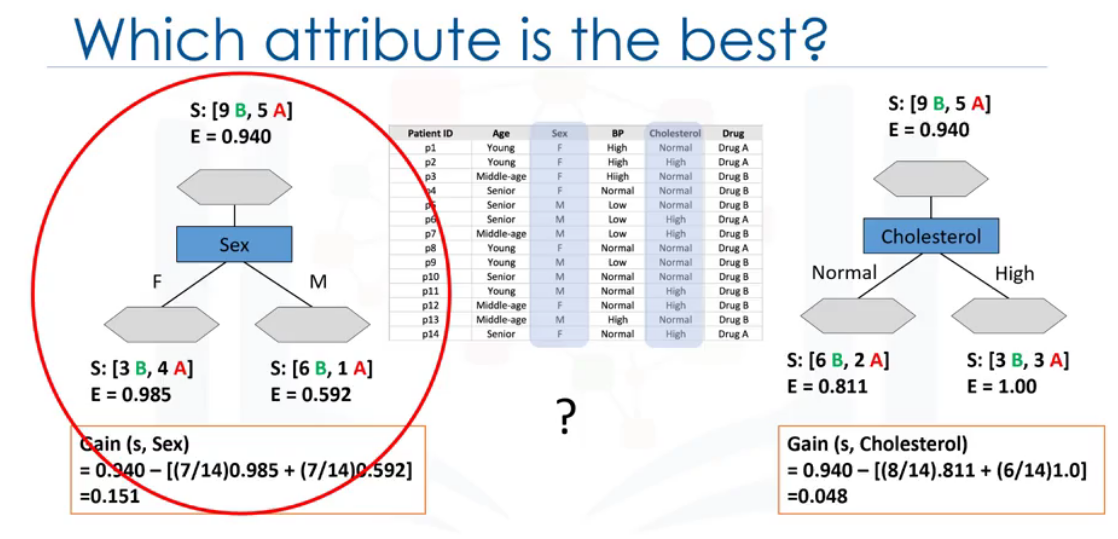 Which attribute is the best?
S: [9 B, 5 A]
E = 0.940
Sex
F
M
S: [3 B, 4 A]
E = 0.985
S: [6 B, 1 A]
E = 0.592
Gain (s, Sex)
= 0.940 – [(7/14)0.985 + (7/14)0.592]
=0.151
Patient ID Age Sex BP Cholesterol Drug
p1 Young F High Normal Drug A
p2 Young F High High Drug A
p3 Middle-age F Hiigh Normal Drug B
p4 Senior F Normal Normal Drug B
p5 Senior M Low Normal Drug B
p6 Senior M Low High Drug A
p7 Middle-age M Low High Drug B
p8 Young F Normal Normal Drug A
p9 Young M Low Normal Drug B
p10 Senior M Normal Normal Drug B
p11 Young M Normal High Drug B
p12 Middle-age F Normal High Drug B
p13 Middle-age M High Normal Drug B
p14 Senior F Normal High Drug A
?
S: [9 B, 5 A]
E = 0.940
Cholesterol
Normal
High
S: [6 B, 2 A]
E = 0.811
S: [3 B, 3 A]
E = 1.00
Gain (s, Cholesterol)
= 0.940 – [(8/14).811 + (6/14)1.0]
=0.048